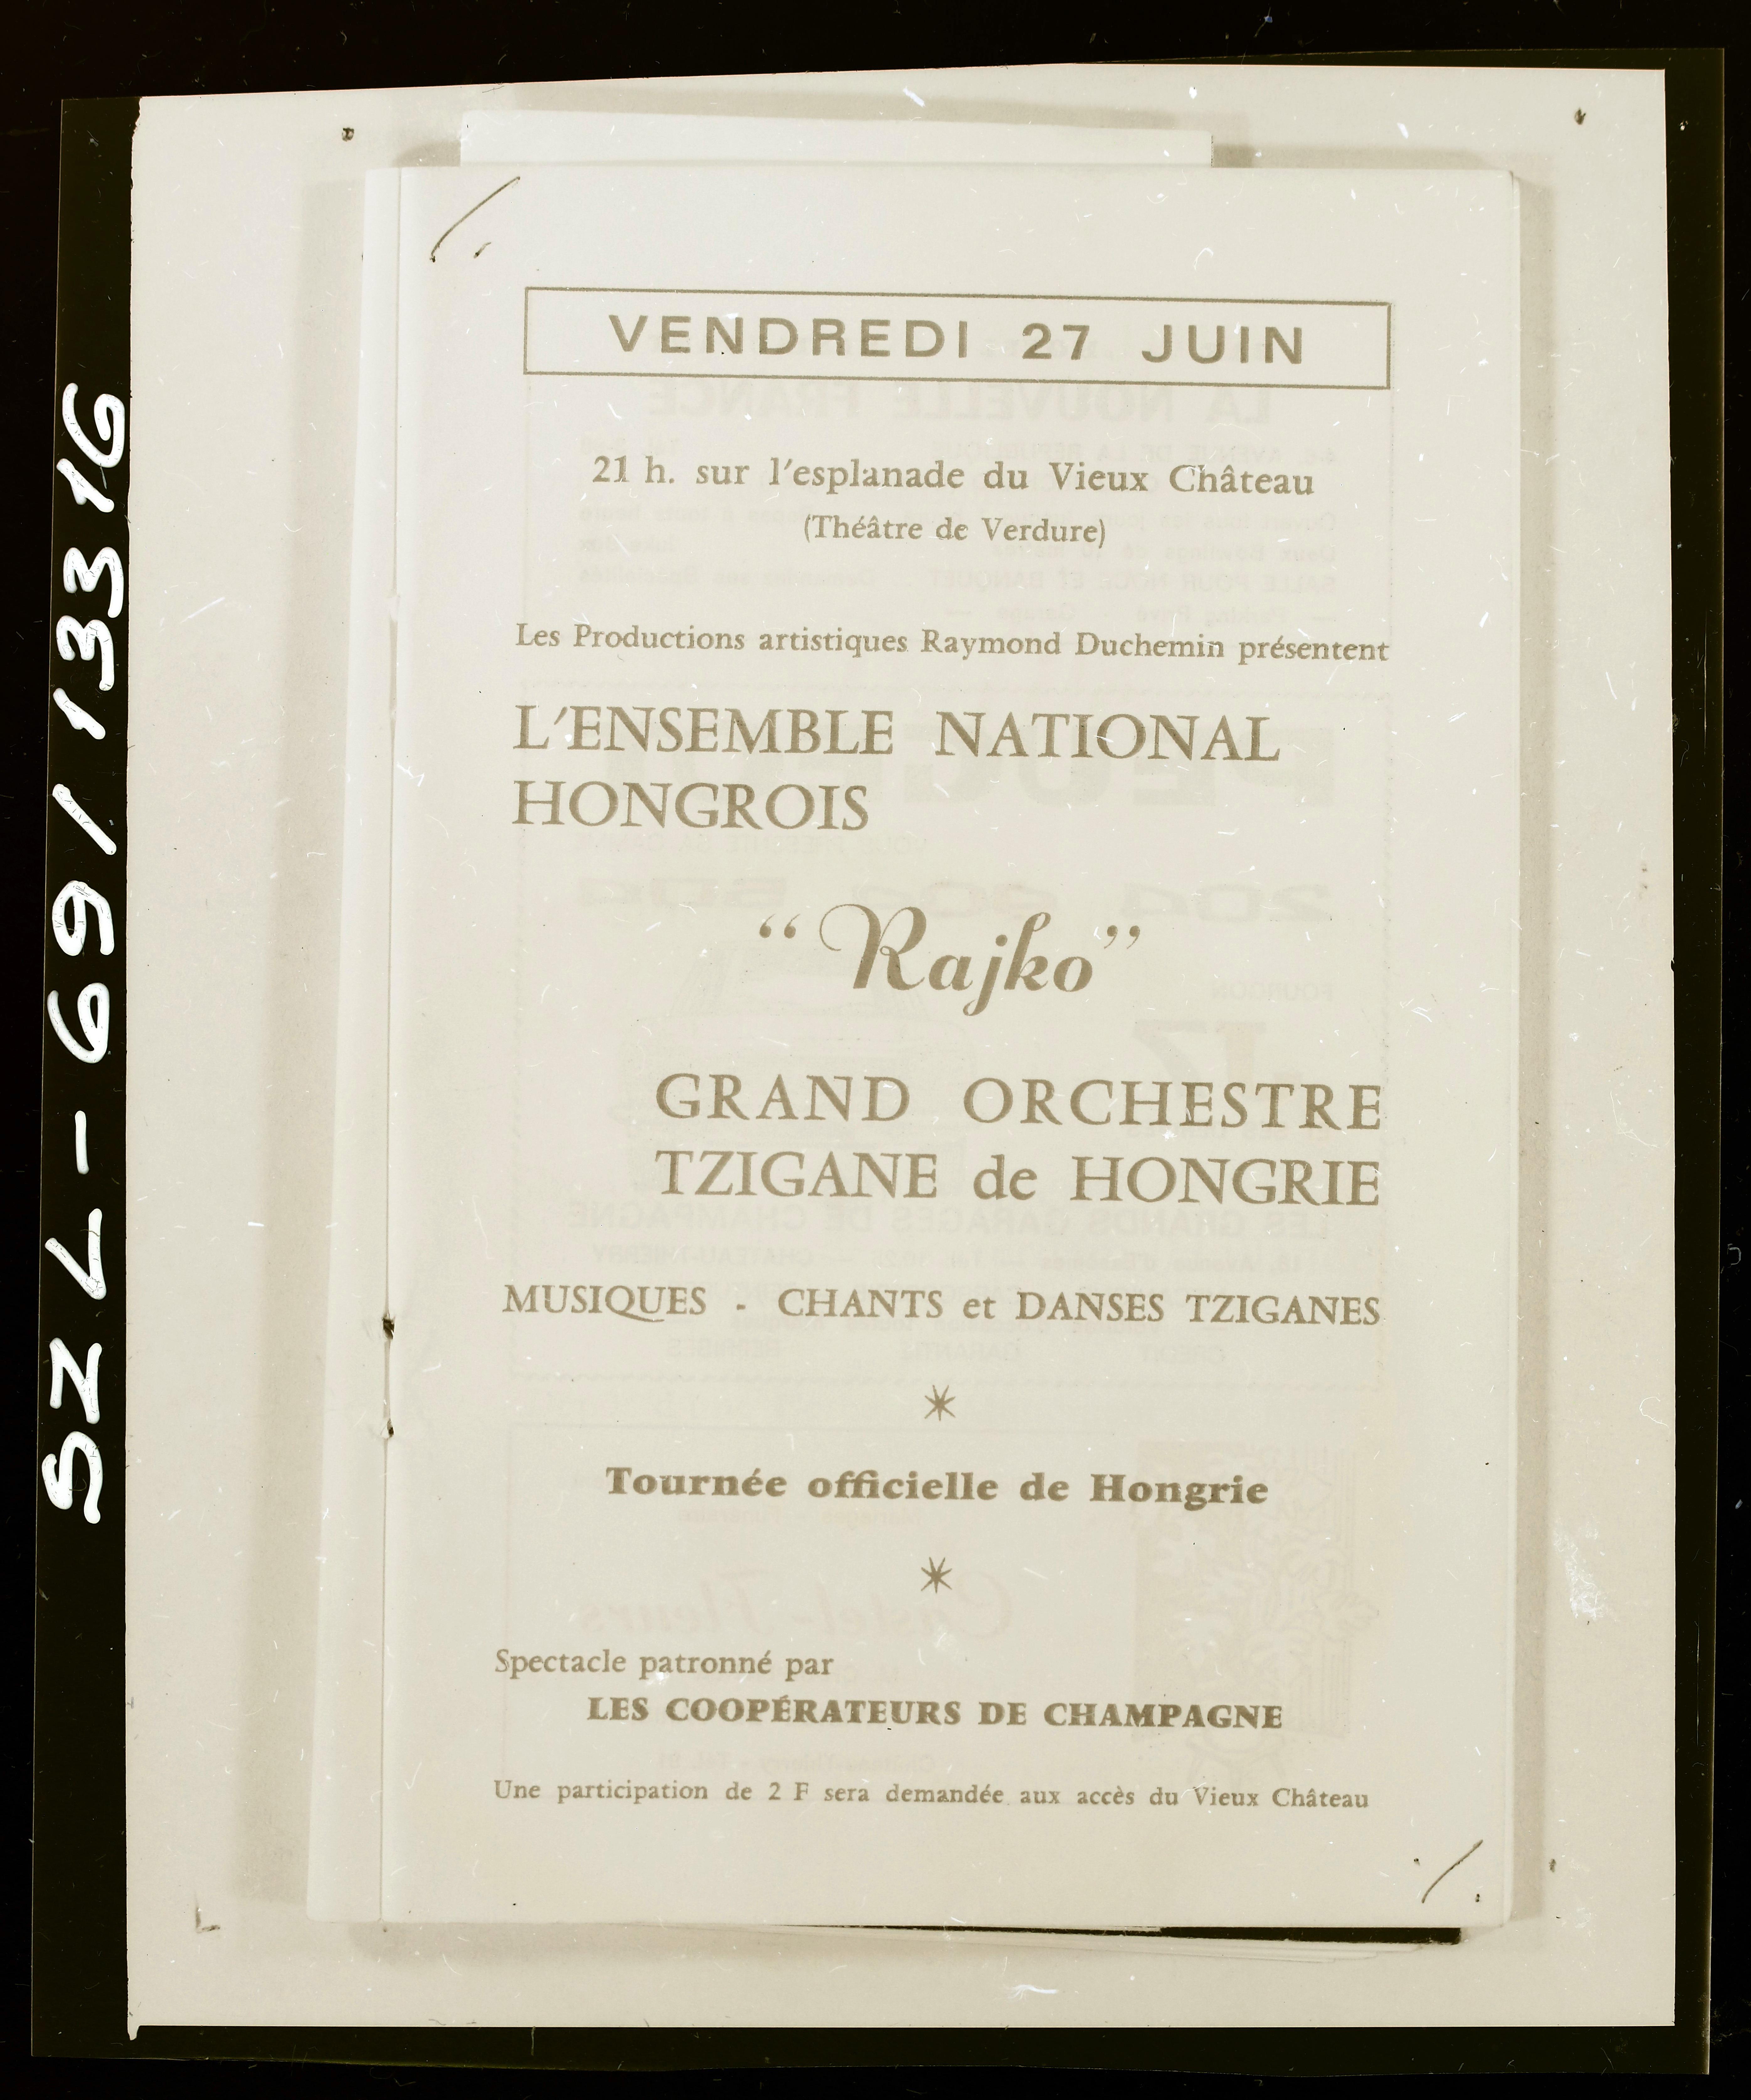 VENDREDI 27 JUIN
21 h. sur l'esplanade du Vieux Château
(Théâtre de Verdure)
Les Productions artistiques Raymond Duchemin présentent
L'ENSEMBLE NATIONAL
HONGROIS
“Rajko”
GRAND ORCHESTRE
TZIGANE de HONGRIE
MUSIQUES - CHANTS et DANSES TZIGANES
*
Tournée officielle de Hongrie
*
Spectacle patronné par
LES COOPÉRATEURS DE CHAMPAGNE
Une participation de 2 F sera demandée aux accès du Vieux Château
SZL-69/13316